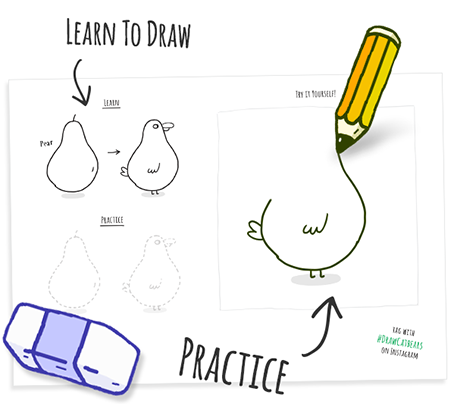 Learn To Draw
Learn
Try it Yourself!
Pear
Practice
Tag with
#DrawCatbears
on Instagram
Practice